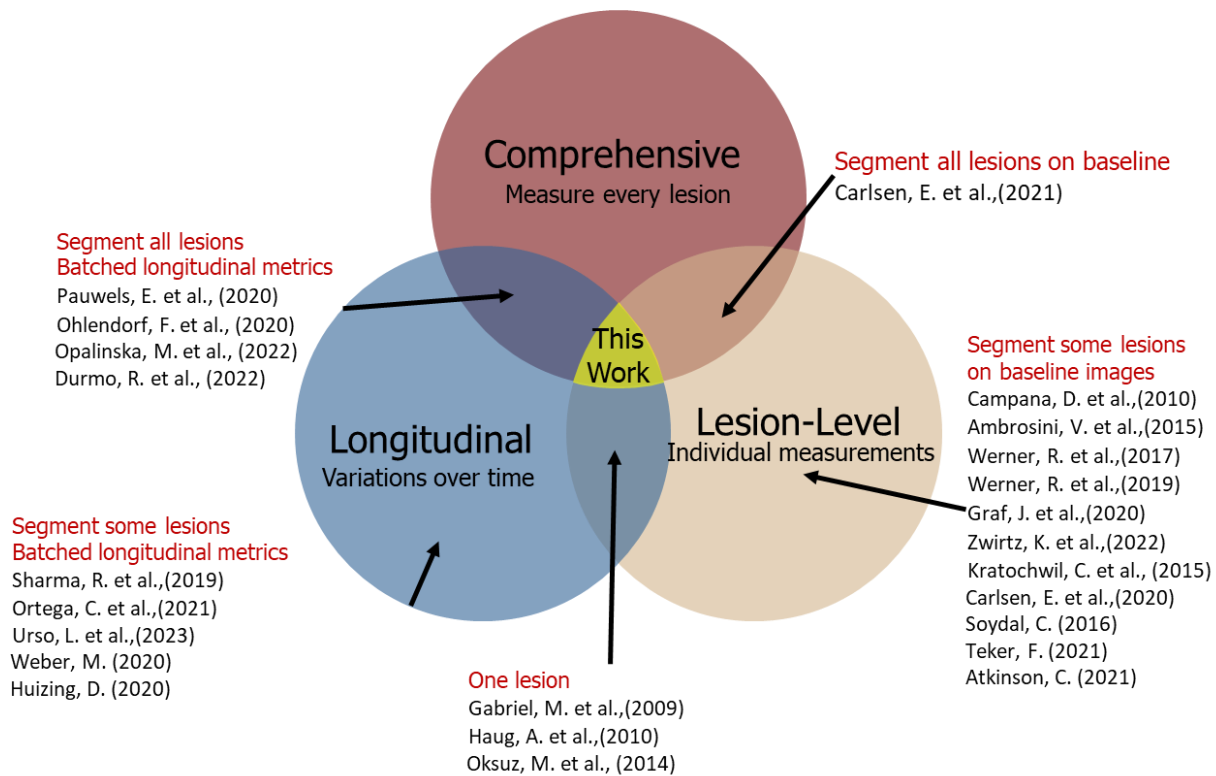 Comprehensive
Measure every lesion
Segment all lesions on baseline
Carlsen, E. et al.,(2021)
Segment all lesions
Batched longitudinal metrics
Pauwels, E. et al., (2020)
Ohlendorf, F. et al., (2020)
Opalinska, M. et al., (2022)
Durmo, R. et al., (2022)
This
Work
Longitudinal
Variations over time
Lesion-Level
Individual measurements
Segment some lesions
on baseline images
Campana, D. et al.,(2010)
Ambrosini, V. et al.,(2015)
Werner, R. et al.,(2017)
Werner, R. et al.,(2019)
Graf, J. et al.,(2020)
Zwirtz, K. et al.,(2022)
Kratochwil, C. et al., (2015)
Carlsen, E. et al.,(2020)
Soydal, C. (2016)
Teker, F. (2021)
Atkinson, C. (2021)
Segment some lesions
Batched longitudinal metrics
Sharma, R. et al.,(2019)
Ortega, C. et al.,(2021)
Urso, L. et al.,(2023)
Weber, M. (2020)
Huizing, D. (2020)
One lesion
Gabriel, M. et al.,(2009)
Haug, A. et al.,(2010)
Oksuz, M. et al., (2014)